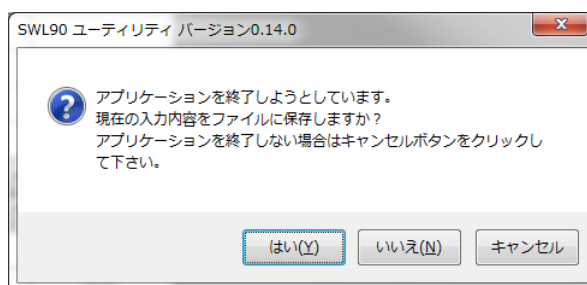 SWL90 ユーティリティ バージョン0.14.0
アプリケーションを終了しようとしています。
現在の入力内容をファイルに保存しますか？
アプリケーションを終了しない場合はキャンセルボタンをクリックし
て下さい。
はい(Y) いいえ(N) キャンセル